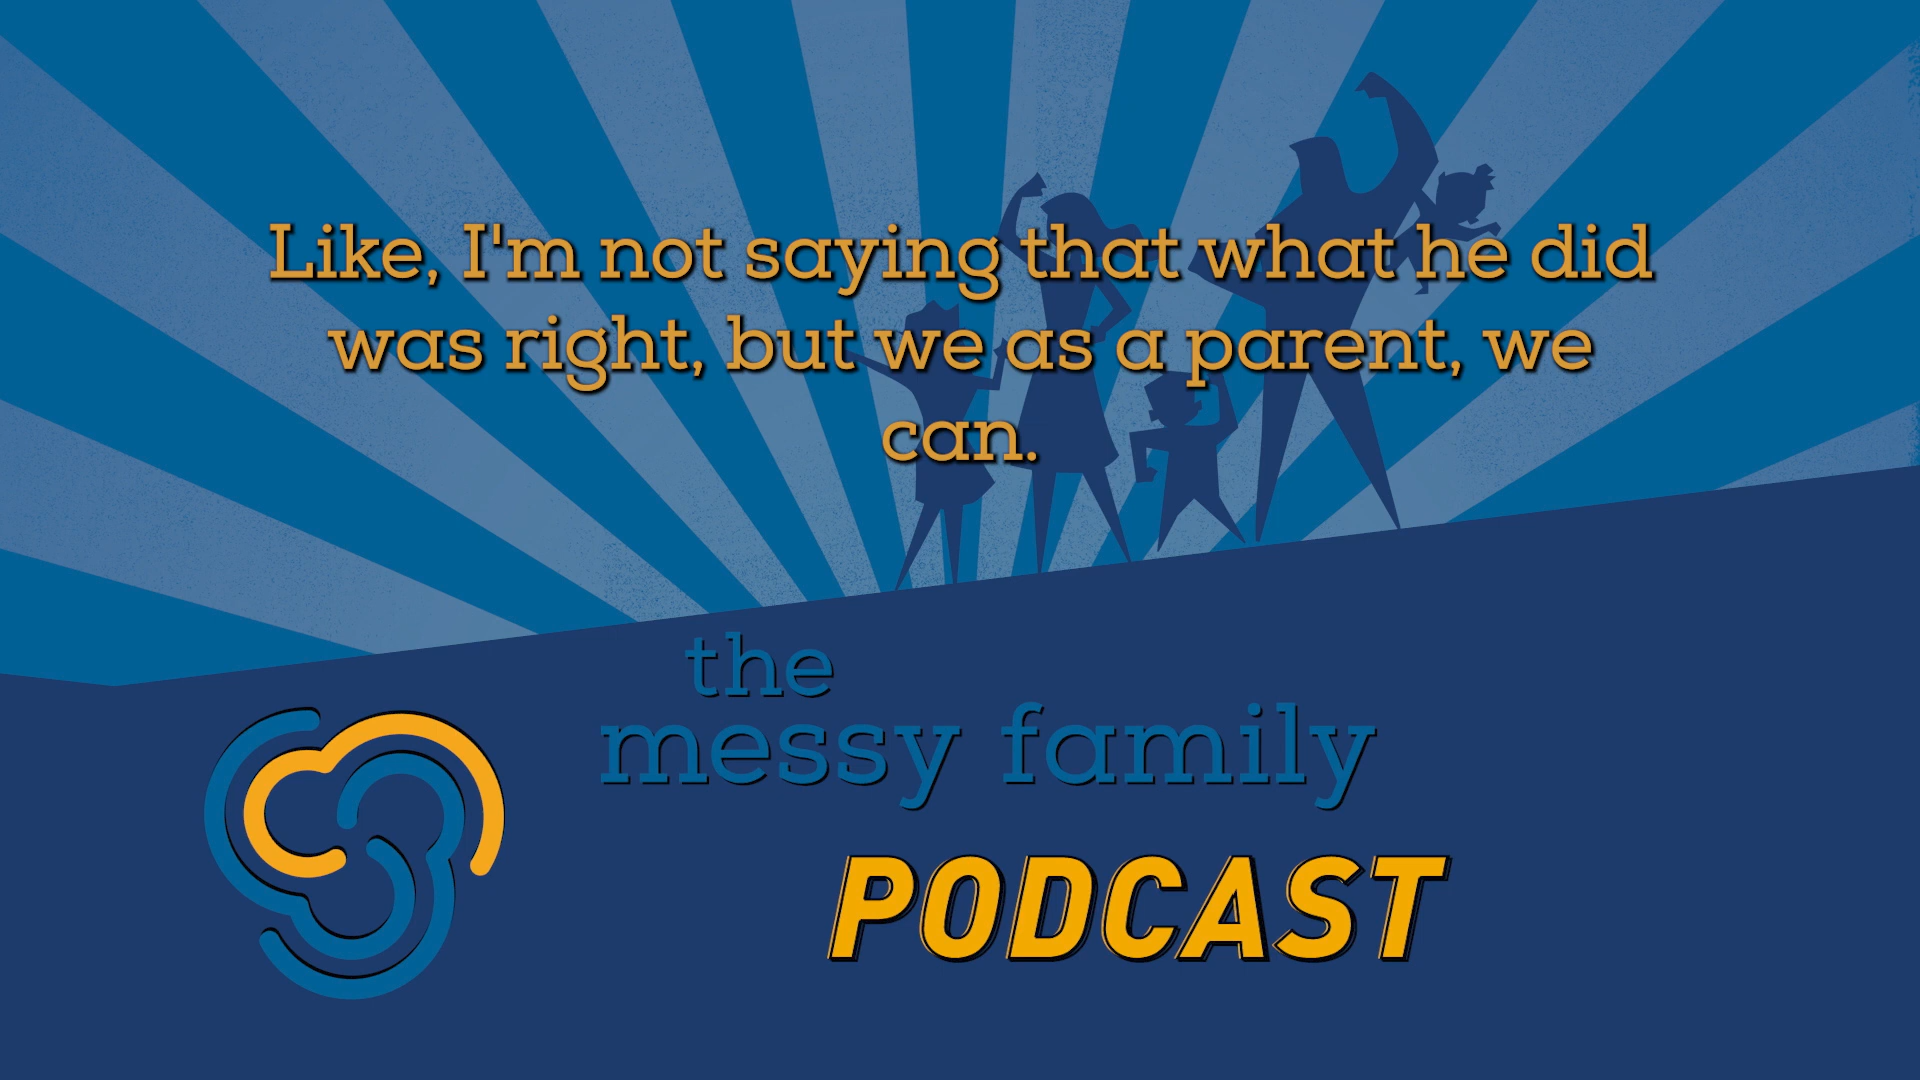 Like, I'm not saying that what he did
was right, but we as a parent, we
can.
the
messy family
PODCAST